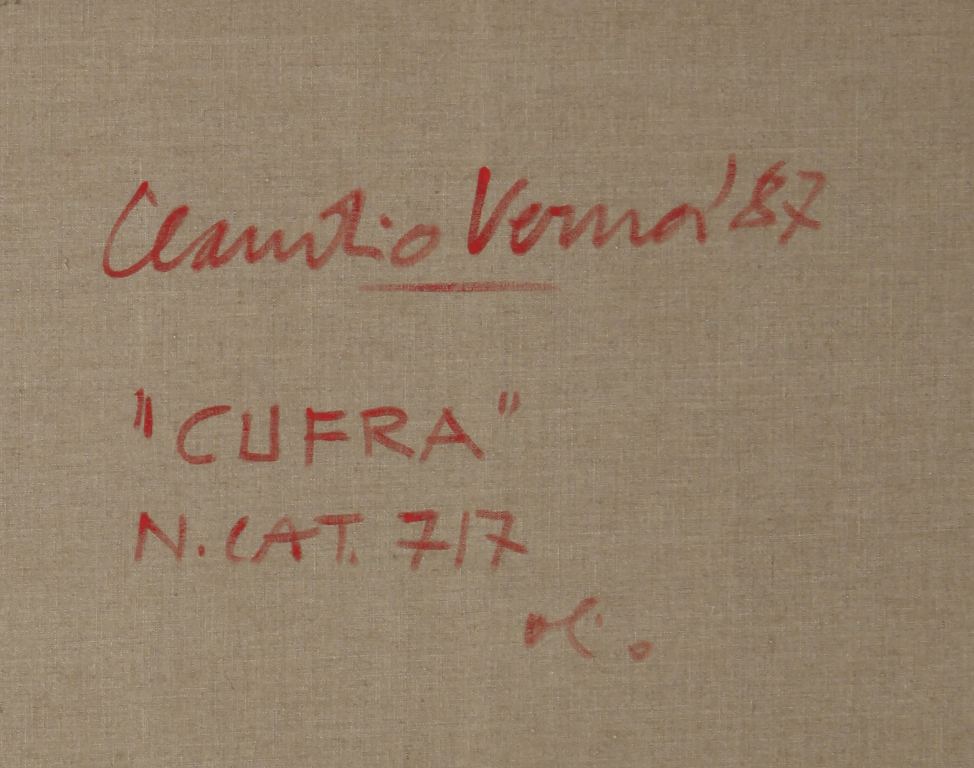 Claudio Verna '87
"CUFRA"
N. CAT. 717